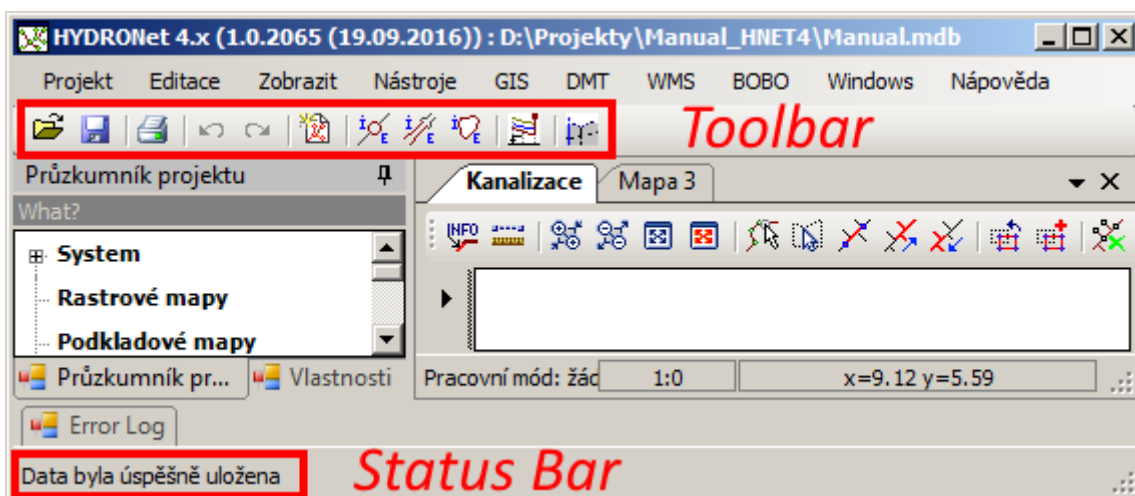 HYDRONet 4.x (1.0.2065 (19.09.2016)) : D:\Projekty\Manual_HNET4\Manual.mdb
Projekt Editace Zobrazit Nástroje GIS DMT WMS BOBO Windows Nápověda
Toolbar
Průzkumník projektu
Kanalizace Mapa 3
What?
INFO
System
Rastrové mapy
Podkladové mapy
Průzkumník pr... Vlastnosti
Pracovní mód: žád 1:0 x=9.12 y=5.59
Error Log
Data byla úspěšně uložena
Status Bar